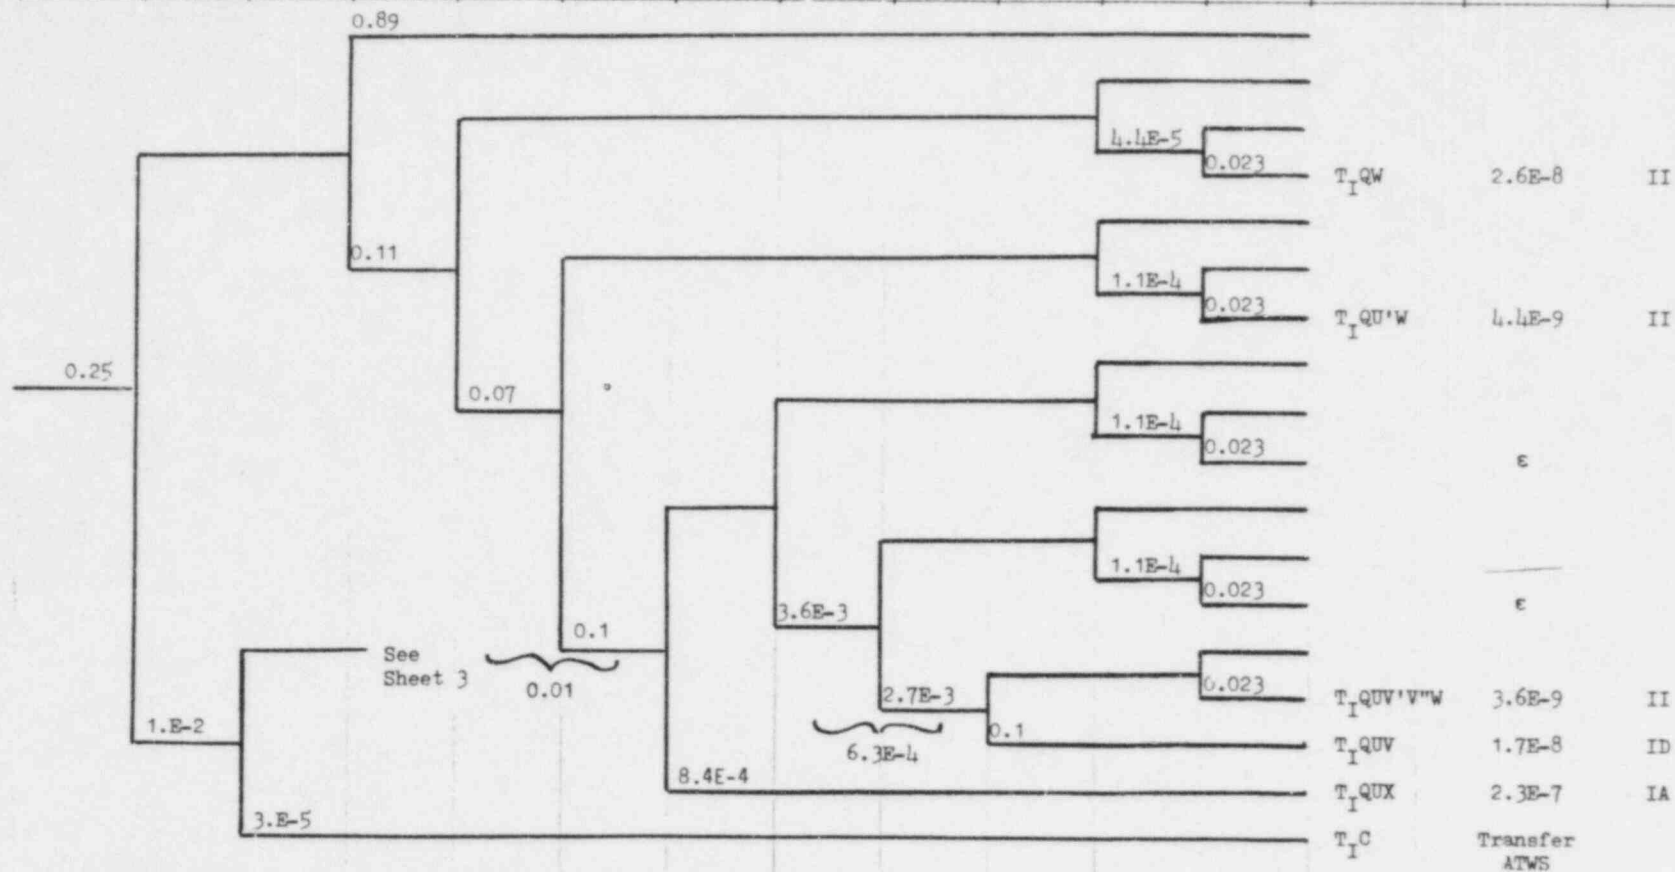 0.89
4.4E-5
0.023
T_IQW 2.6E-8 II
0.11
1.1E-4
0.023
T_IQU'W 4.4E-9 II
0.25
0.07
1.1E-4
0.023
ε
1.1E-4
0.023
ε
3.6E-3
0.1
See
Sheet 3
0.01
0.023
2.7E-3
T_IQUV'V"W 3.6E-9 II
1.E-2
0.1
6.3E-4
T_IQUV 1.7E-8 ID
8.4E-4
T_IQUX 2.3E-7 IA
3.E-5
T_IC Transfer
ATWS